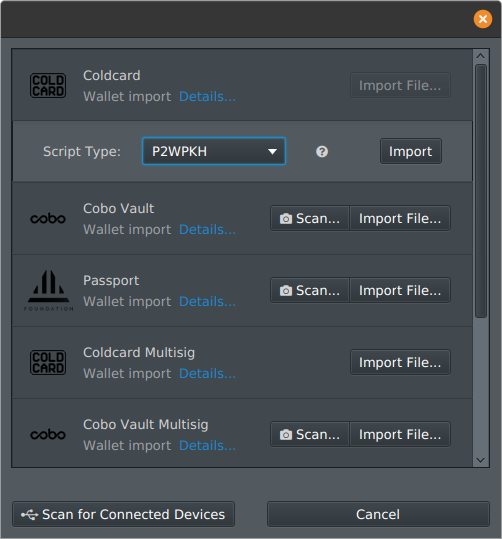 COLD
CARD
Coldcard
Wallet import Details...
Import File...
Script Type:
P2WPKH
?
Import
cobo
Cobo Vault
Wallet import Details...
Scan...
Import File...
FOUNDATION
Passport
Wallet import Details...
Scan...
Import File...
COLD
CARD
Coldcard Multisig
Wallet import Details...
Import File...
cobo
Cobo Vault Multisig
Wallet import Details...
Scan...
Import File...
Scan for Connected Devices
Cancel